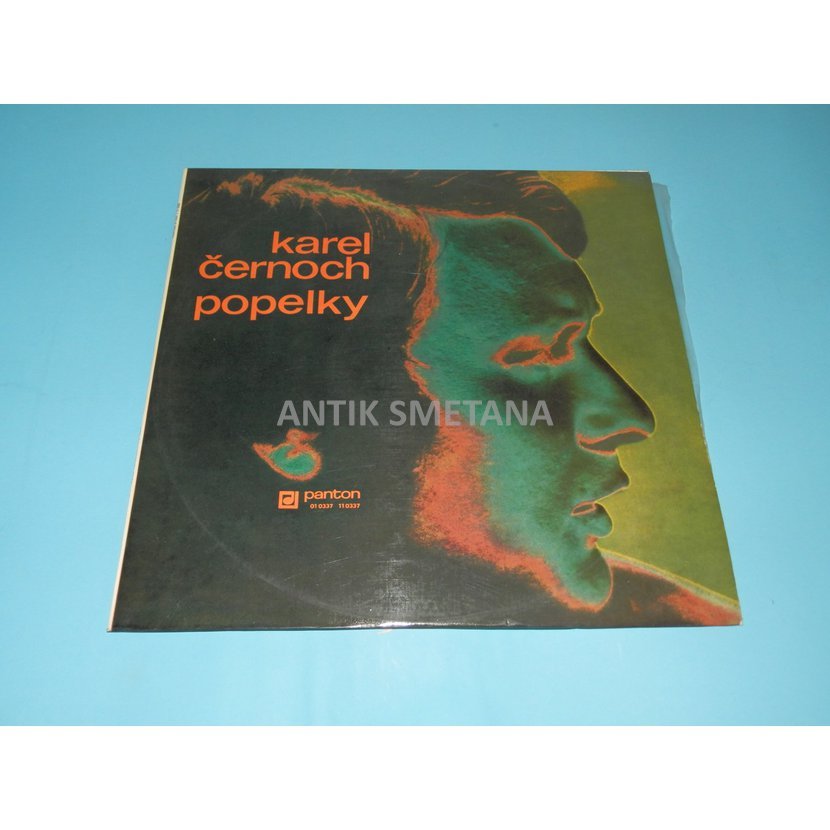 karel
černoch
popelky
ANTIK SMETANA
panton
01 0337 11 0337